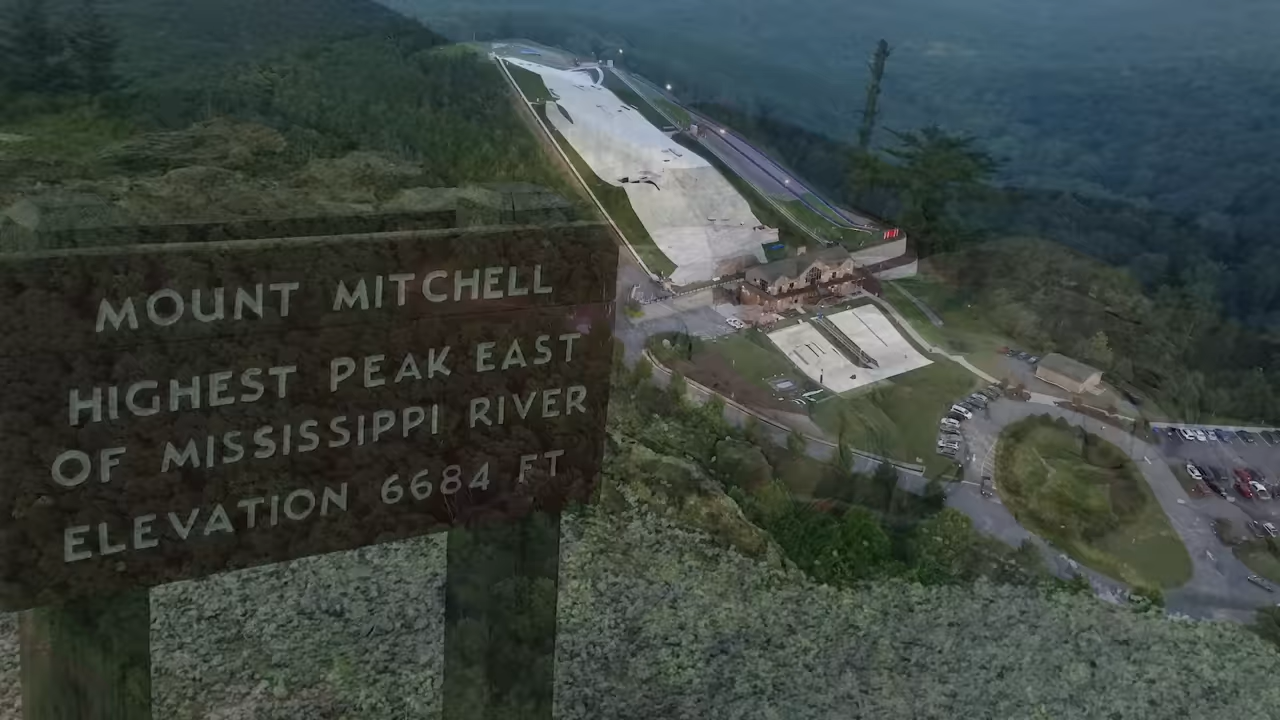 MOUNT MITCHELL
HIGHEST PEAK EAST
OF MISSISSIPPI RIVER
ELEVATION 6684 FT